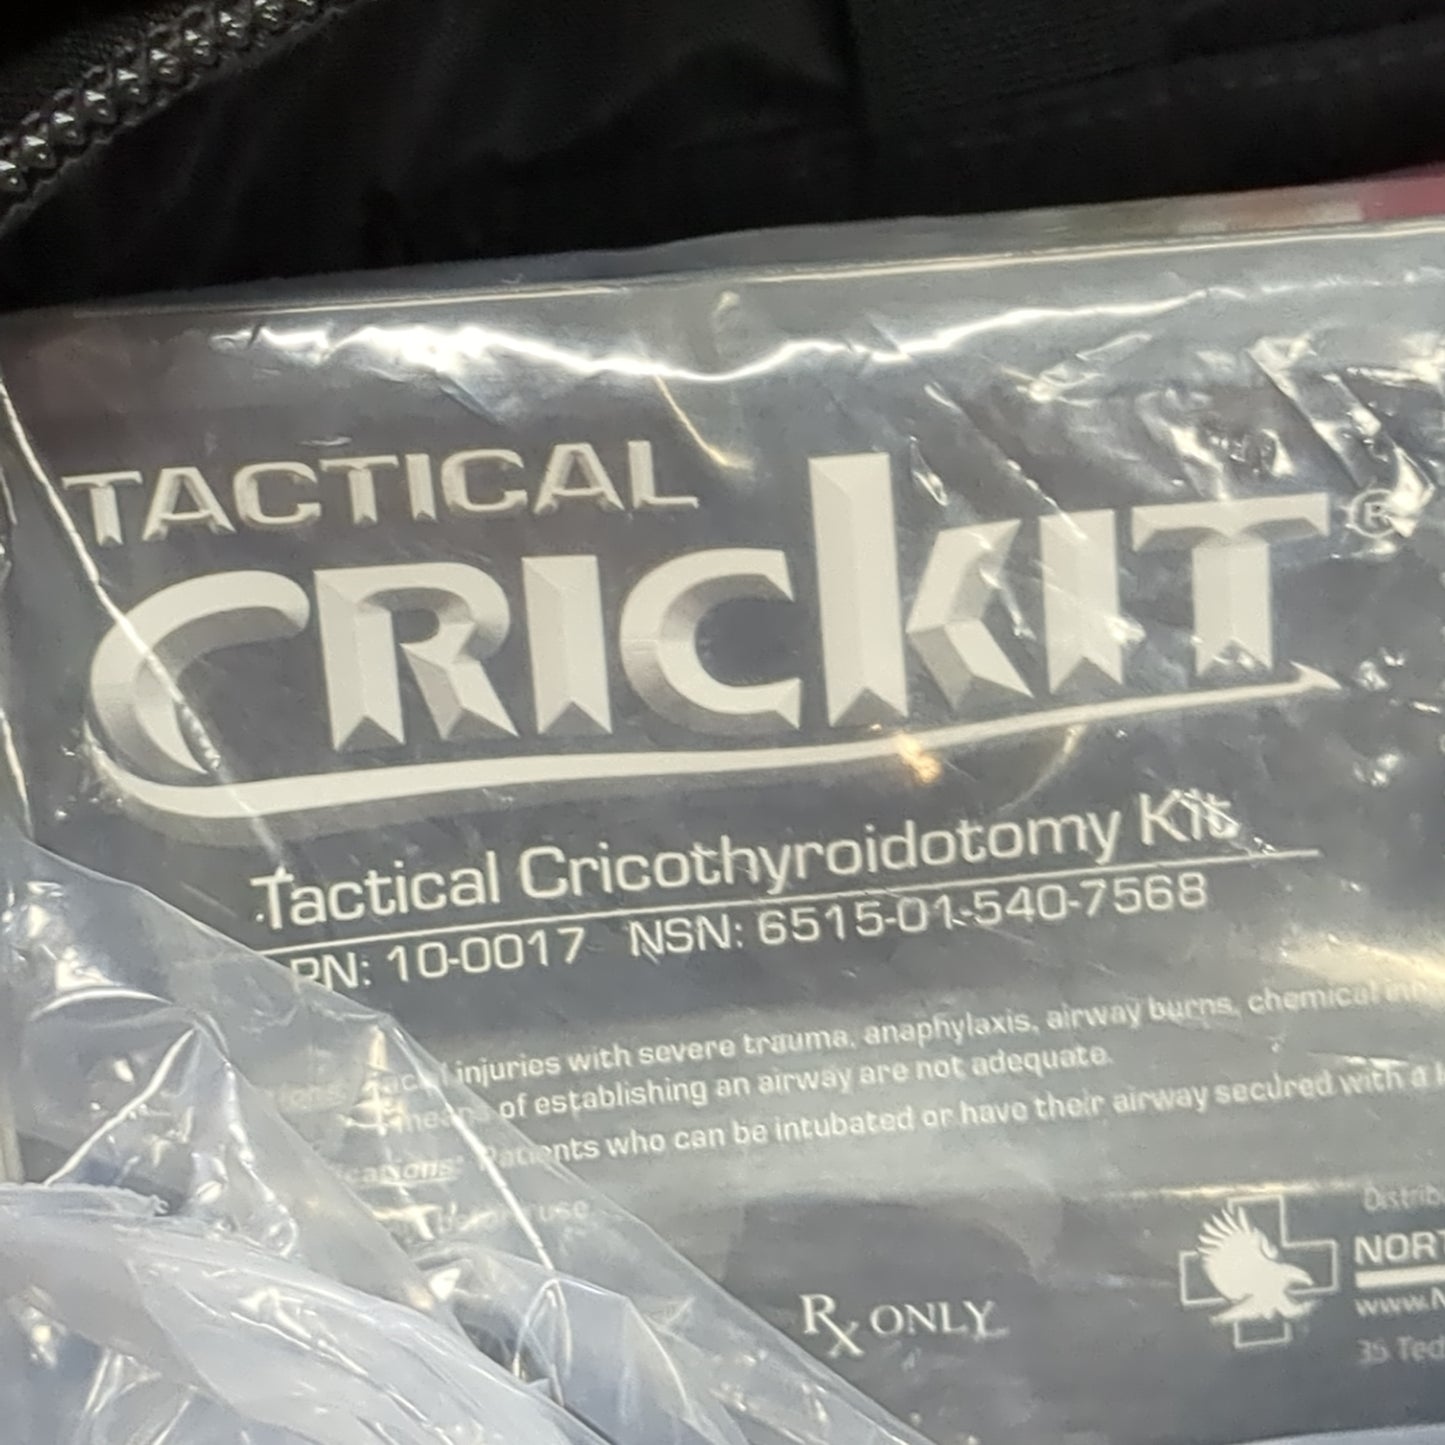 TACTICAL
CRICKIT®
Tactical Cricothyroidotomy Kit
PN: 10-0017 NSN: 6515-01-540-7568
injuries with severe trauma, anaphylaxis, airway burns, chemical
of establishing an airway are not adequate.
Patients who can be intubated or have their airway secured with a
use
Rx ONLY